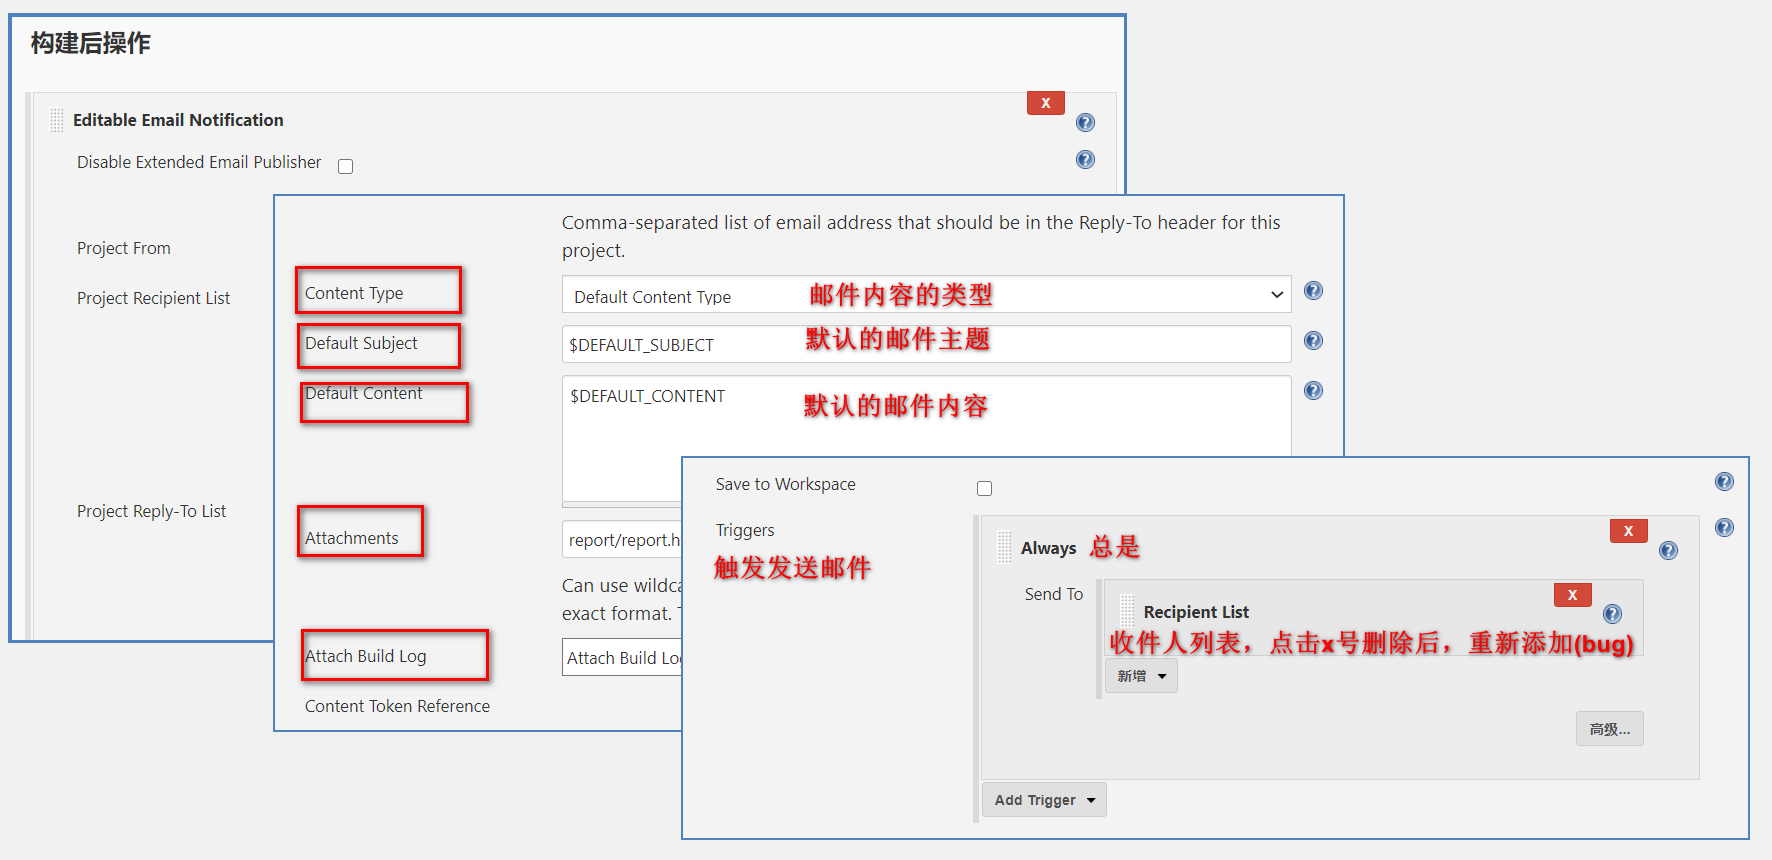 构建后操作
X
Editable Email Notification
Disable Extended Email Publisher
Project From
Project Recipient List
Project Reply-To List
Comma-separated list of email address that should be in the Reply-To header for this
project.
Content Type
Default Content Type
邮件内容的类型
Default Subject
$DEFAULT_SUBJECT
默认的邮件主题
Default Content
$DEFAULT_CONTENT
默认的邮件内容
Attachments
report/report.h
Can use wildca
exact format.
Attach Build Log
Attach Build Log
Content Token Reference
Save to Workspace
Triggers
触发发送邮件
X
Always 总是
Send To
X
Recipient List
收件人列表，点击x号删除后，重新添加(bug)
新增
高级...
Add Trigger